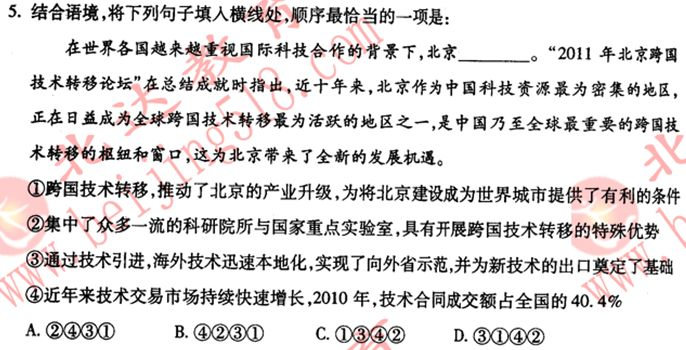 5. 结合语境,将下列句子填入横线处,顺序最恰当的一项是:
在世界各国越来越重视国际科技合作的背景下,北京________。“2011 年北京跨国
技术转移论坛”在总结成就时指出,近十年来,北京作为中国科技资源最为密集的地区,
正在日益成为全球跨国技术转移最为活跃的地区之一,是中国乃至全球最重要的跨国技
术转移的枢纽和窗口,这为北京带来了全新的发展机遇。
①跨国技术转移,推动了北京的产业升级,为将北京建设成为世界城市提供了有利的条件
②集中了众多一流的科研院所与国家重点实验室,具有开展跨国技术转移的特殊优势
③通过技术引进,海外技术迅速本地化,实现了向外省示范,并为新技术的出口奠定了基础
④近年来技术交易市场持续快速增长,2010 年,技术合同成交额占全国的 40.4%
A. ②④③① B. ④②③① C. ①③④② D. ③①④②
北达教育
www.beijing518.com